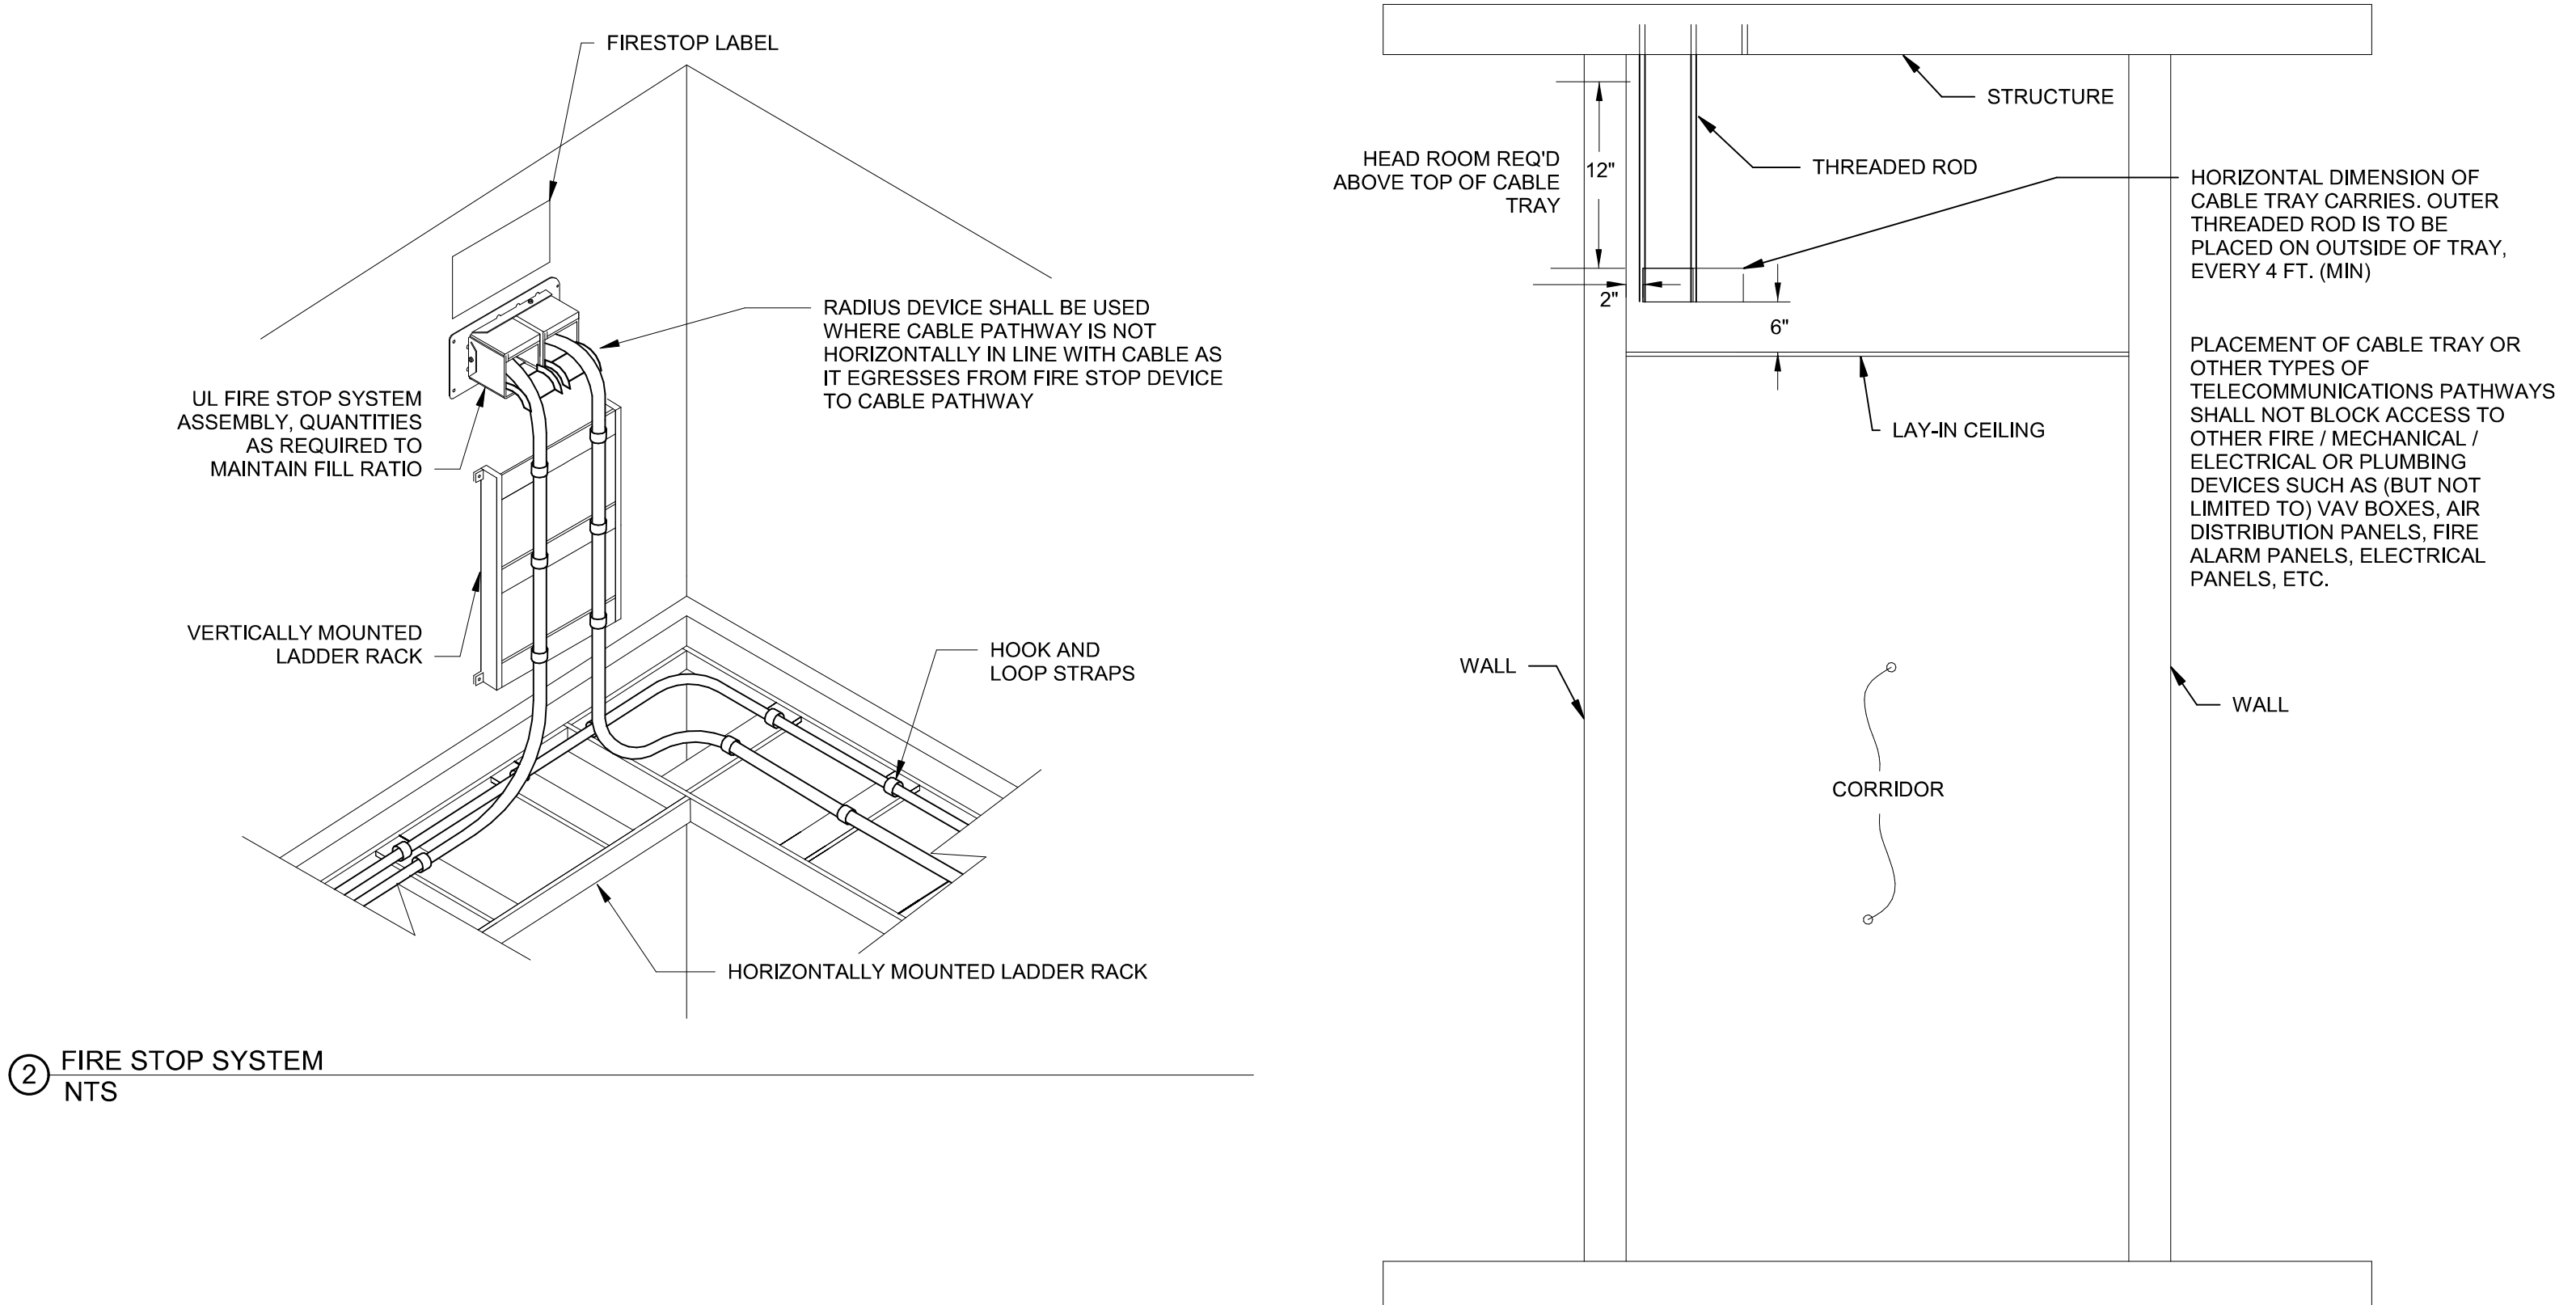 FIRESTOP LABEL
RADIUS DEVICE SHALL BE USED
WHERE CABLE PATHWAY IS NOT
HORIZONTALLY IN LINE WITH CABLE AS
IT EGRESSES FROM FIRE STOP DEVICE
TO CABLE PATHWAY
UL FIRE STOP SYSTEM
ASSEMBLY, QUANTITIES
AS REQUIRED TO
MAINTAIN FILL RATIO
VERTICALLY MOUNTED
LADDER RACK
HOOK AND
LOOP STRAPS
HORIZONTALLY MOUNTED LADDER RACK
2
FIRE STOP SYSTEM
NTS
STRUCTURE
HEAD ROOM REQ'D
ABOVE TOP OF CABLE
TRAY
12"
THREADED ROD
HORIZONTAL DIMENSION OF
CABLE TRAY CARRIES. OUTER
THREADED ROD IS TO BE
PLACED ON OUTSIDE OF TRAY,
EVERY 4 FT. (MIN)
2"
6"
PLACEMENT OF CABLE TRAY OR
OTHER TYPES OF
TELECOMMUNICATIONS PATHWAYS
SHALL NOT BLOCK ACCESS TO
OTHER FIRE / MECHANICAL /
ELECTRICAL OR PLUMBING
DEVICES SUCH AS (BUT NOT
LIMITED TO) VAV BOXES, AIR
DISTRIBUTION PANELS, FIRE
ALARM PANELS, ELECTRICAL
PANELS, ETC.
LAY-IN CEILING
WALL
WALL
CORRIDOR